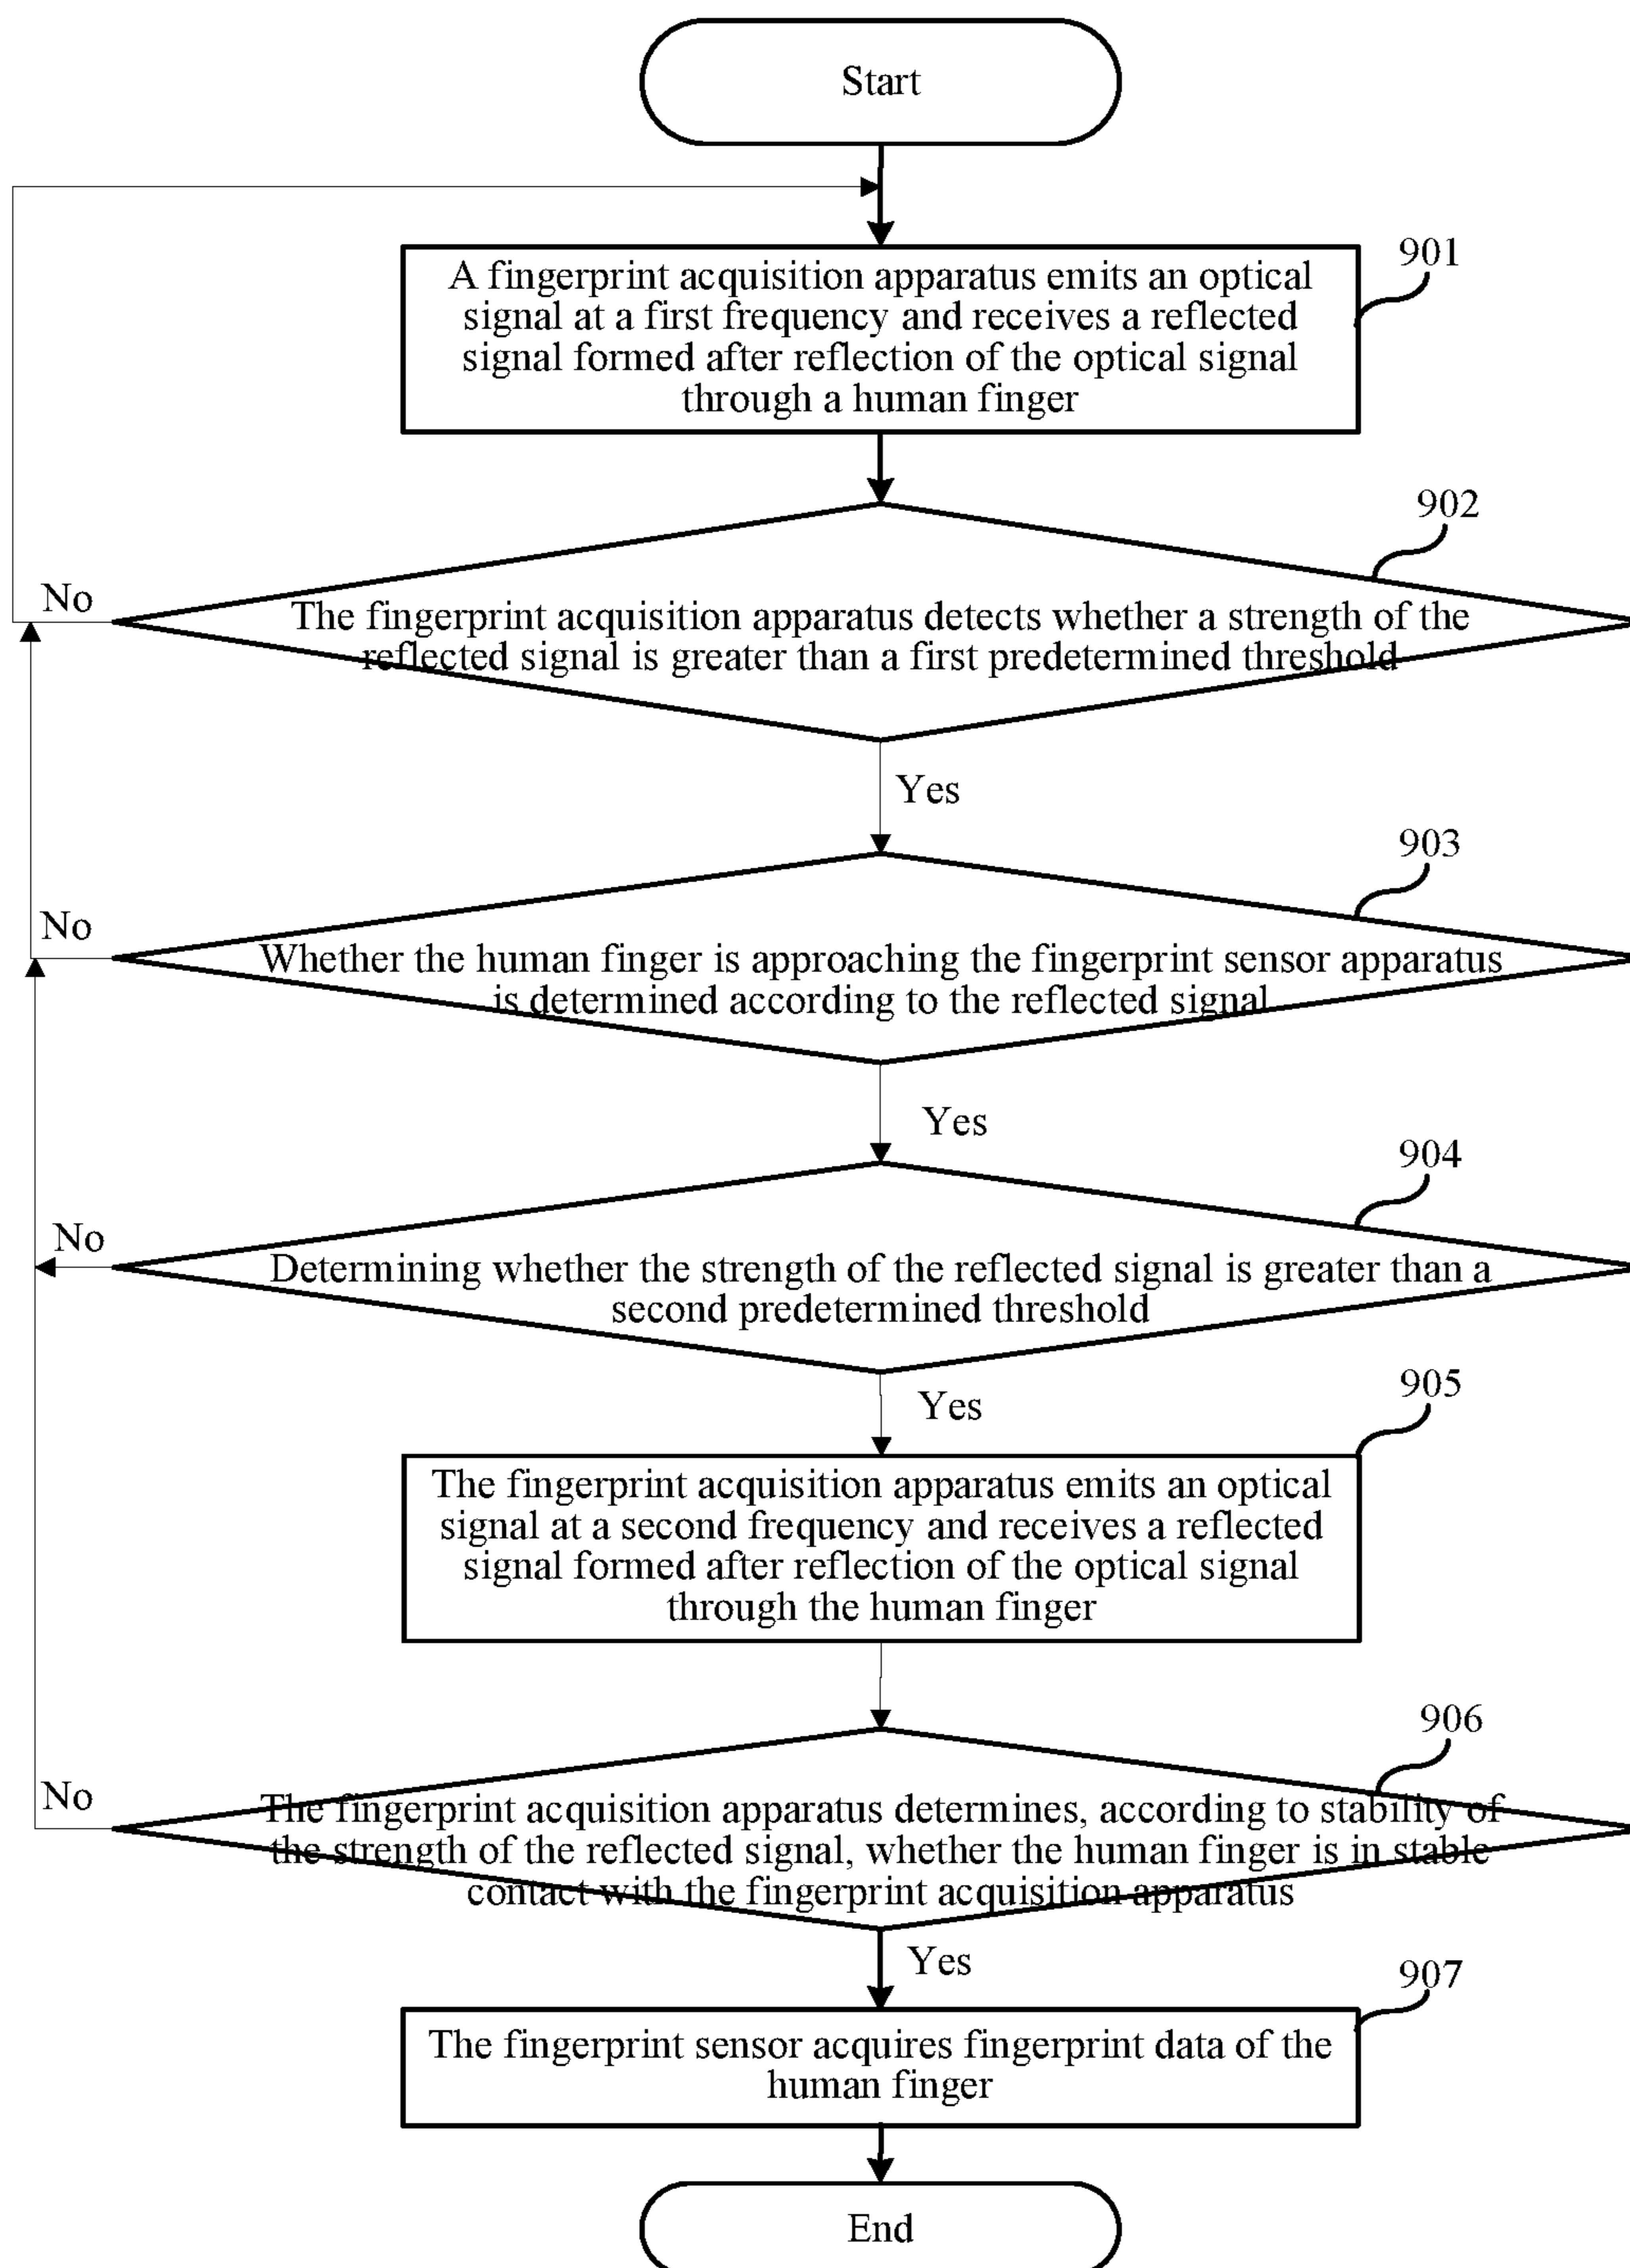 Start
901
A fingerprint acquisition apparatus emits an optical
signal at a first frequency and receives a reflected
signal formed after reflection of the optical signal
through a human finger
902
No
The fingerprint acquisition apparatus detects whether a strength of the
reflected signal is greater than a first predetermined threshold
Yes
903
No
Whether the human finger is approaching the fingerprint sensor apparatus
is determined according to the reflected signal
Yes
904
No
Determining whether the strength of the reflected signal is greater than a
second predetermined threshold
Yes
905
The fingerprint acquisition apparatus emits an optical
signal at a second frequency and receives a reflected
signal formed after reflection of the optical signal
through the human finger
906
No
The fingerprint acquisition apparatus determines, according to stability of
the strength of the reflected signal, whether the human finger is in stable
contact with the fingerprint acquisition apparatus
Yes
907
The fingerprint sensor acquires fingerprint data of the
human finger
End